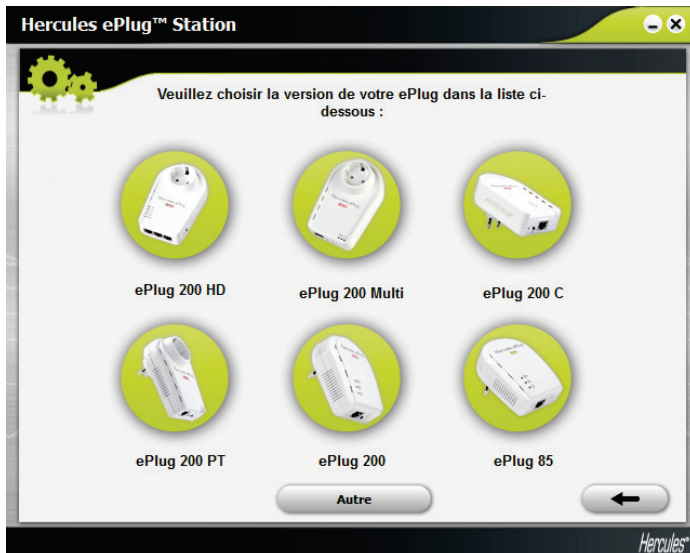 Hercules ePlug™ Station
Veuillez choisir la version de votre ePlug dans la liste ci-
dessous :
ePlug 200 HD
ePlug 200 Multi
ePlug 200 C
ePlug 200 PT
ePlug 200
ePlug 85
Autre
Hercules